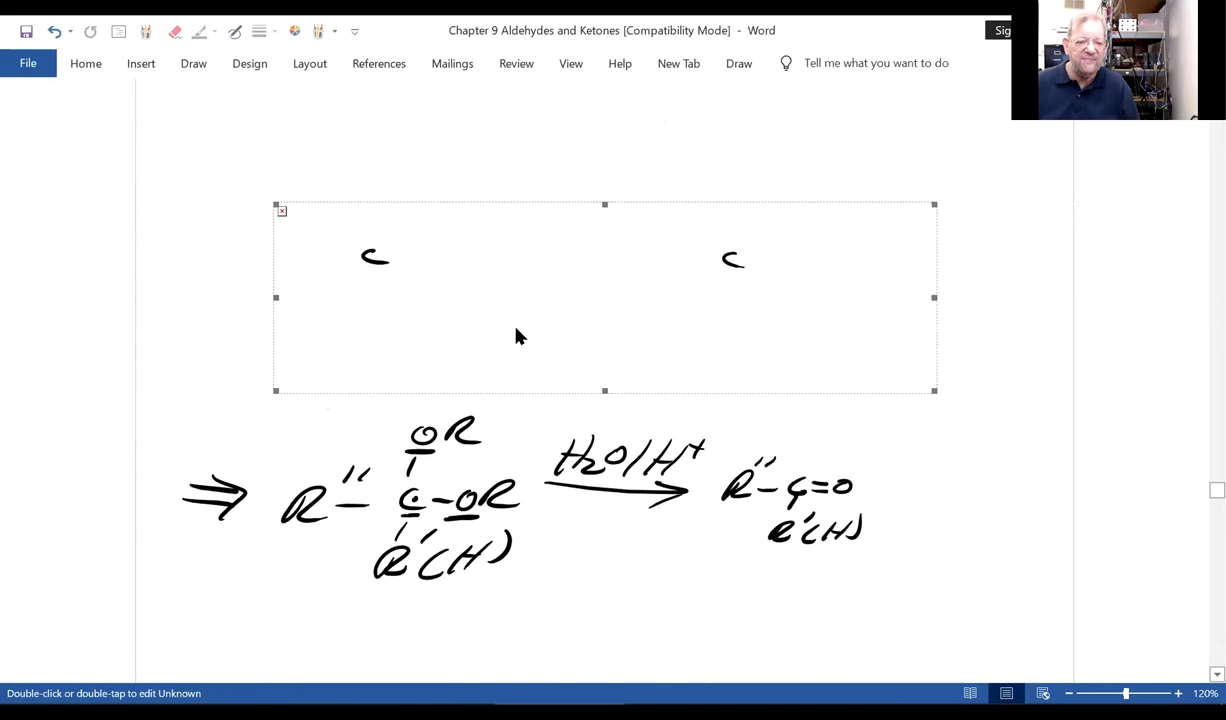 Chapter 9 Aldehydes and Ketones [Compatibility Mode] - Word
Sig
File Home Insert Draw Design Layout References Mailings Review View Help New Tab Draw Tell me what you want to do
C C
OR
⇒ R'' – C – OR H2O/H+ → R'' – C = O
R'(H) R'(H)
Double-click or double-tap to edit Unknown
120%